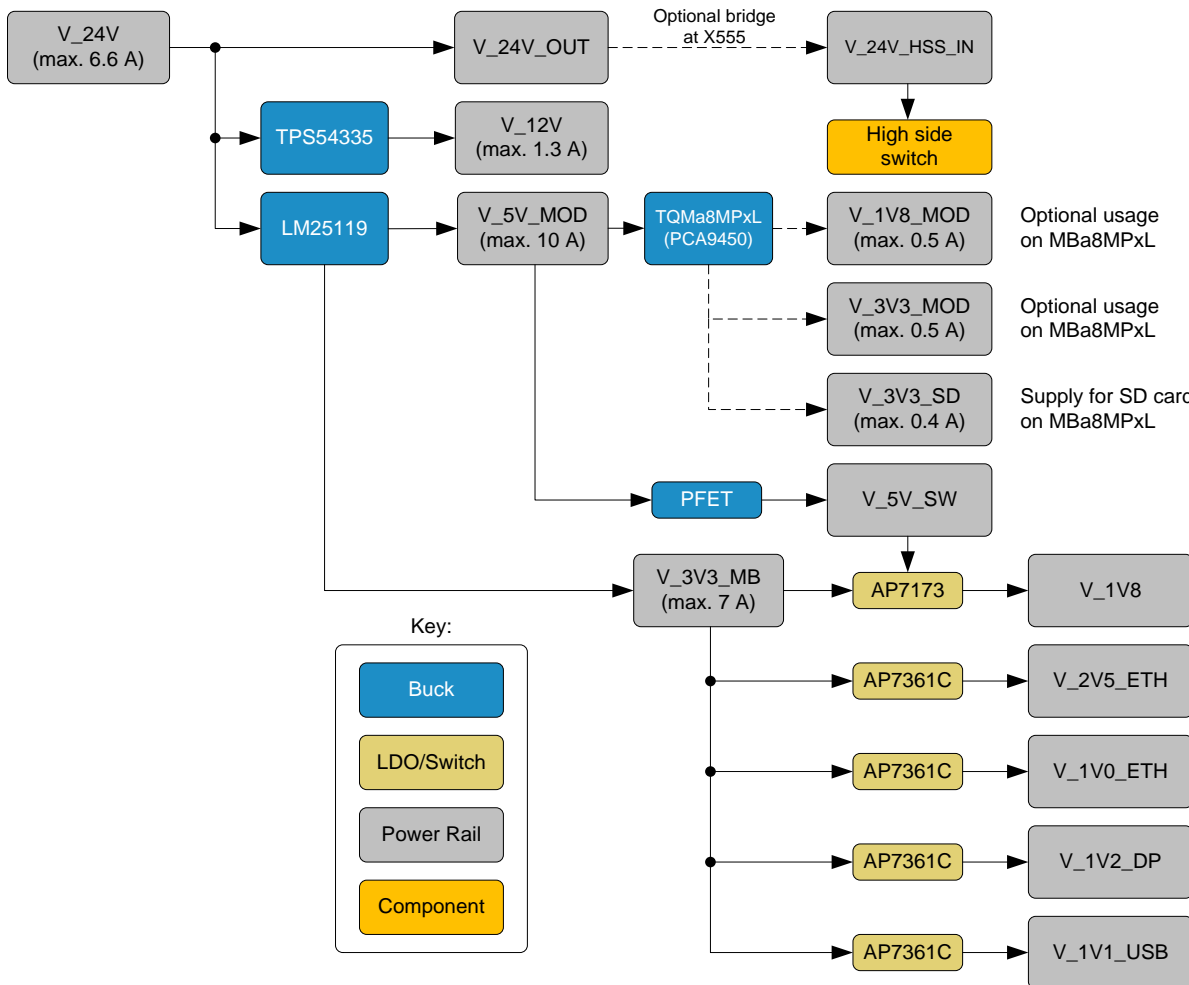 V_24V
(max. 6.6 A)
V_24V_OUT
Optional bridge
at X555
V_24V_HSS_IN
TPS54335
V_12V
(max. 1.3 A)
High side
switch
LM25119
V_5V_MOD
(max. 10 A)
TQMa8MPxL
(PCA9450)
V_1V8_MOD
(max. 0.5 A)
Optional usage
on MBa8MPxL
V_3V3_MOD
(max. 0.5 A)
Optional usage
on MBa8MPxL
V_3V3_SD
(max. 0.4 A)
Supply for SD card
on MBa8MPxL
PFET
V_5V_SW
V_3V3_MB
(max. 7 A)
AP7173
V_1V8
AP7361C
V_2V5_ETH
AP7361C
V_1V0_ETH
AP7361C
V_1V2_DP
AP7361C
V_1V1_USB
Key:
Buck
LDO/Switch
Power Rail
Component